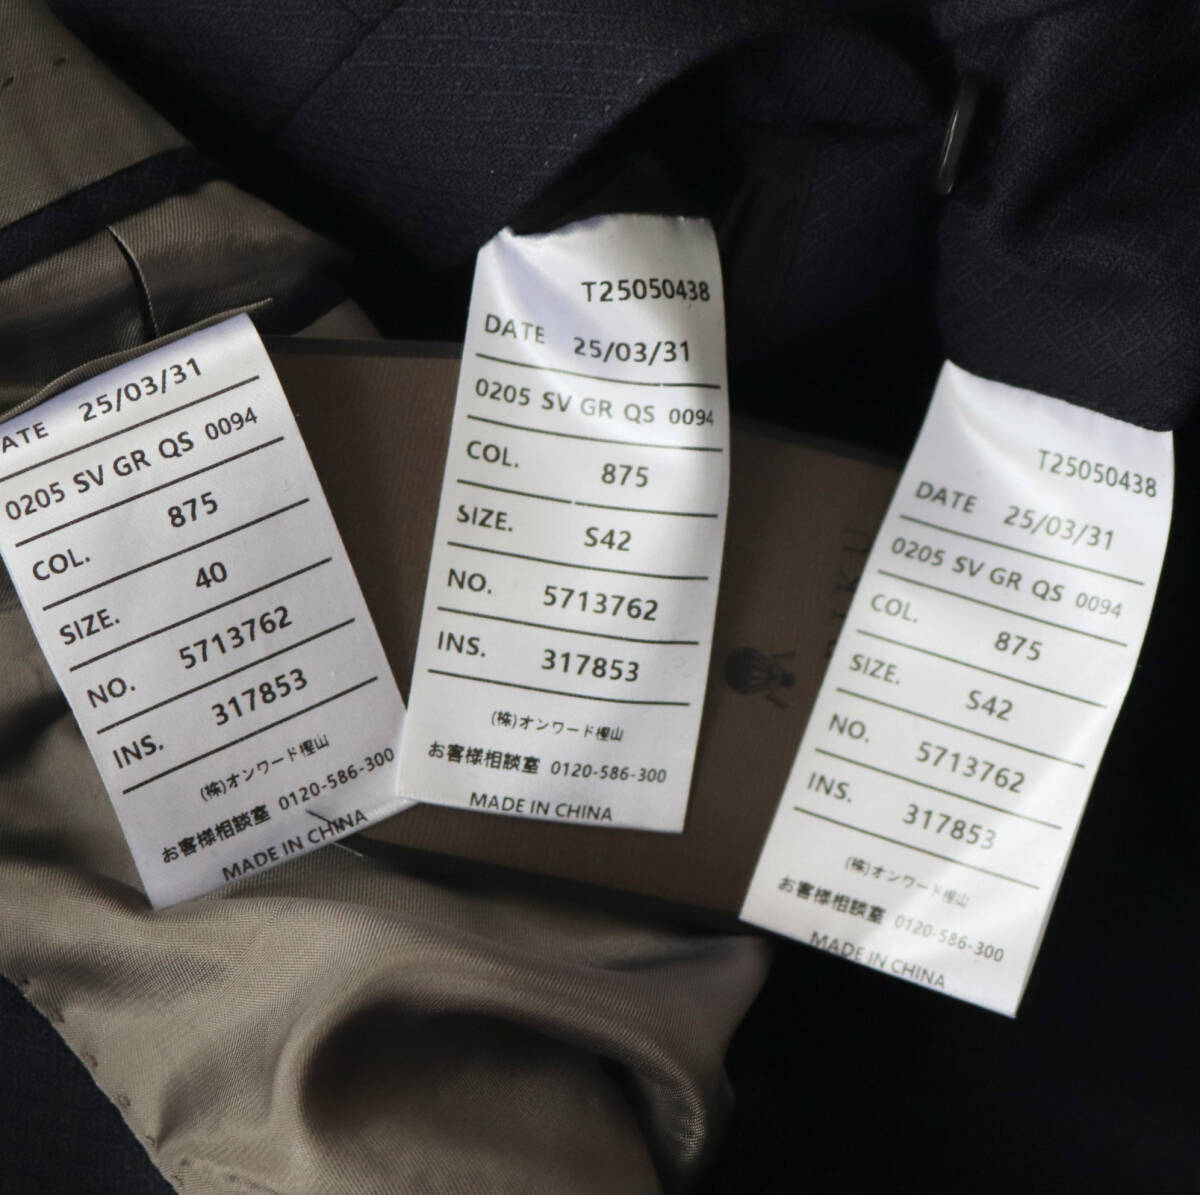 ATE 25/03/31
0205 SV GR QS 0094
COL. 875
SIZE. 40
NO. 5713762
INS. 317853
(株)オンワード樫山
お客様相談室 0120-586-300
MADE IN CHINA
T25050438
DATE 25/03/31
0205 SV GR QS 0094
COL. 875
SIZE. S42
NO. 5713762
INS. 317853
(株)オンワード樫山
お客様相談室 0120-586-300
MADE IN CHINA
T25050438
DATE 25/03/31
0205 SV GR QS 0094
COL. 875
SIZE. S42
NO. 5713762
INS. 317853
(株)オンワード樫山
お客様相談室 0120-586-300
MADE IN CHINA